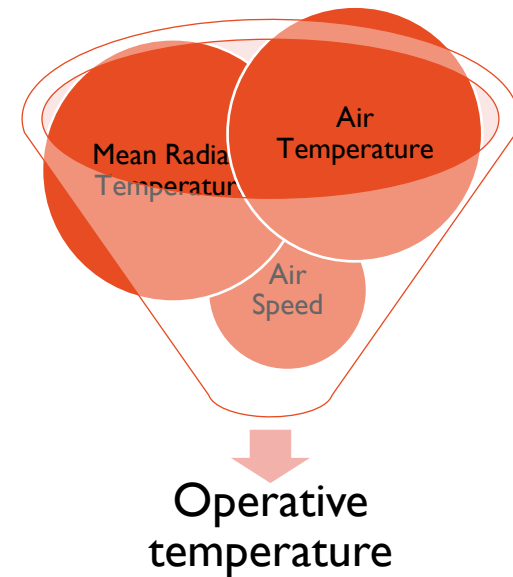 Mean Radia
Temperatur
Air
Temperature
Air
Speed
Operative
temperature